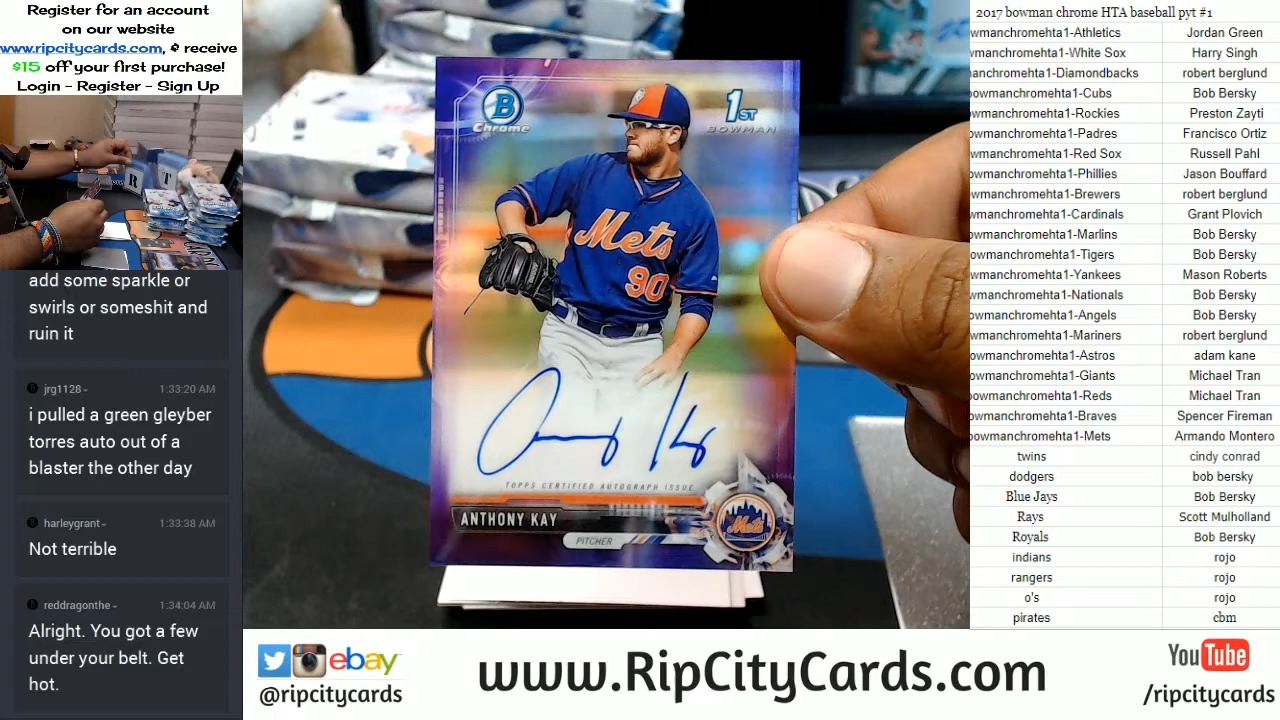 Register for an account
on our website
www.ripcitycards.com, & receive
$15 off your first purchase!
Login - Register - Sign Up
R T
add some sparkle or
swirls or someshit and
ruin it
jrg1128 1:33:20 AM
i pulled a green gleyber
torres auto out of a
blaster the other day
harleygrant 1:33:38 AM
Not terrible
reddragonthe 1:34:04 AM
Alright. You got a few
under your belt. Get
hot.
B
Chrome
1ST
BOWMAN
Mets
90
TOPPS CERTIFIED AUTOGRAPH ISSUE
ANTHONY KAY
PITCHER
Mets
2017 bowman chrome HTA baseball pyt #1
wmanchromehta1-Athletics Jordan Green
wmanchromehta1-White Sox Harry Singh
manchromehta1-Diamondbacks robert berglund
owmanchromehta1-Cubs Bob Bersky
owmanchromehta1-Rockies Preston Zayti
owmanchromehta1-Padres Francisco Ortiz
wmanchromehta1-Red Sox Russell Pahl
owmanchromehta1-Phillies Jason Bouffard
wmanchromehta1-Brewers robert berglund
wmanchromehta1-Cardinals Grant Plovich
owmanchromehta1-Marlins Bob Bersky
owmanchromehta1-Tigers Bob Bersky
wmanchromehta1-Yankees Mason Roberts
wmanchromehta1-Nationals Bob Bersky
owmanchromehta1-Angels Bob Bersky
wmanchromehta1-Mariners robert berglund
owmanchromehta1-Astros adam kane
owmanchromehta1-Giants Michael Tran
owmanchromehta1-Reds Michael Tran
owmanchromehta1-Braves Spencer Fireman
bowmanchromehta1-Mets Armando Montero
twins cindy conrad
dodgers bob bersky
Blue Jays Bob Bersky
Rays Scott Mulholland
Royals Bob Bersky
indians rojo
rangers rojo
o's rojo
pirates cbm
ebay
@ripcitycards
www.RipCityCards.com
YouTube
/ripcitycards